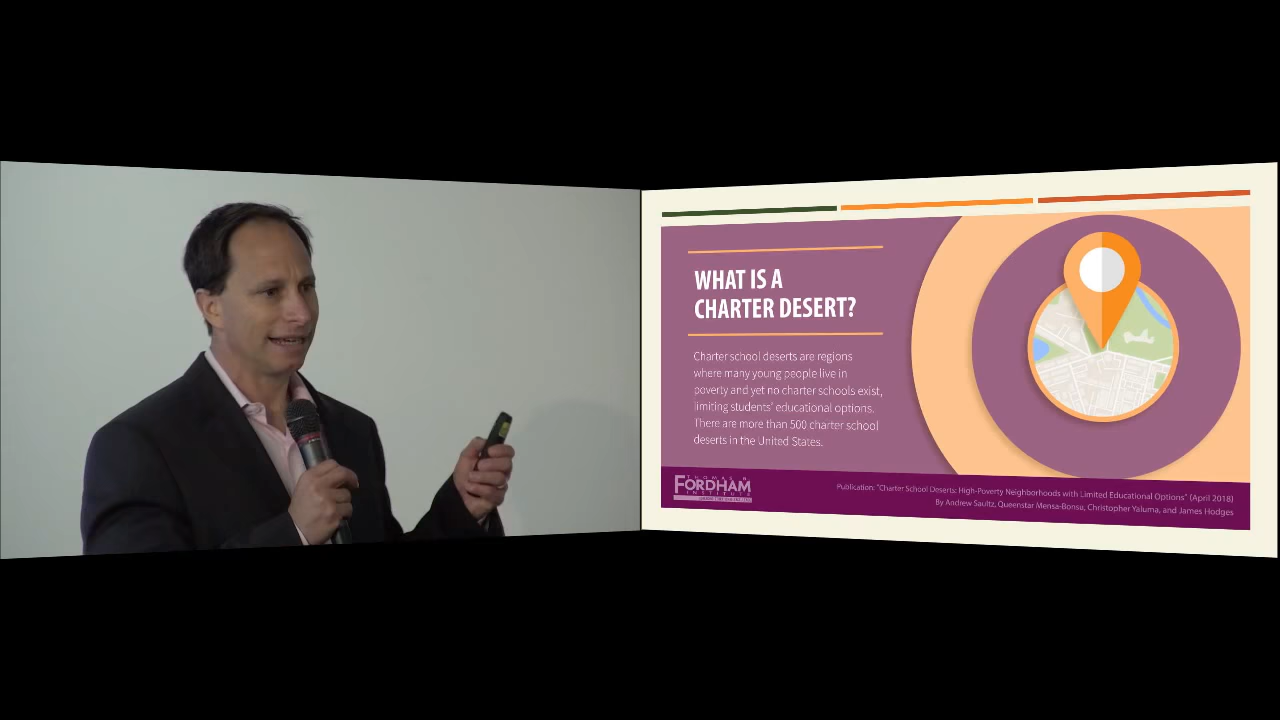 WHAT IS A
CHARTER DESERT?
Charter school deserts are regions
where many young people live in
poverty and yet no charter schools exist,
limiting students' educational options.
There are more than 500 charter school
deserts in the United States.
THOMAS B.
FORDHAM
INSTITUTE
Publication: "Charter School Deserts: High-Poverty Neighborhoods with Limited Educational Options" (April 2018)
By Andrew Saultz, Queenstar Mensa-Bonsu, Christopher Yaluma, and James Hodges